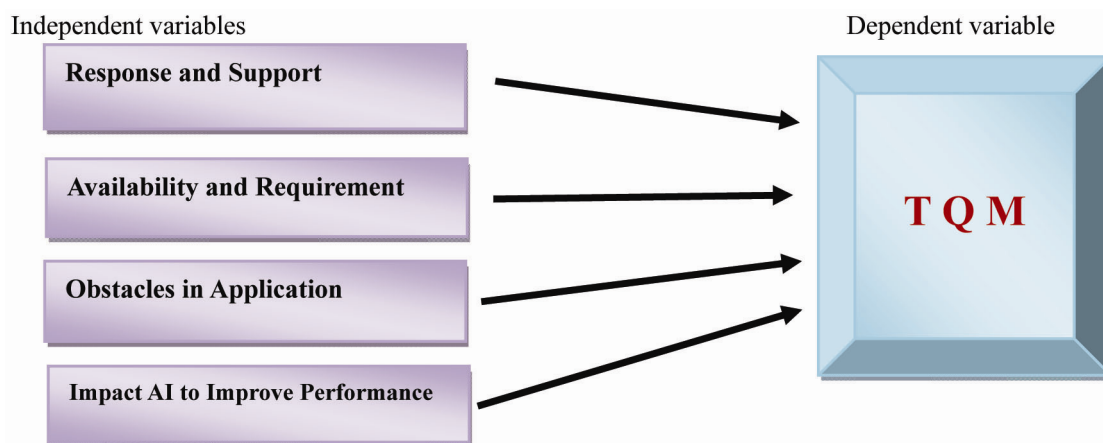 Independent variables
Dependent variable
Response and Support
Availability and Requirement
T Q M
Obstacles in Application
Impact AI to Improve Performance